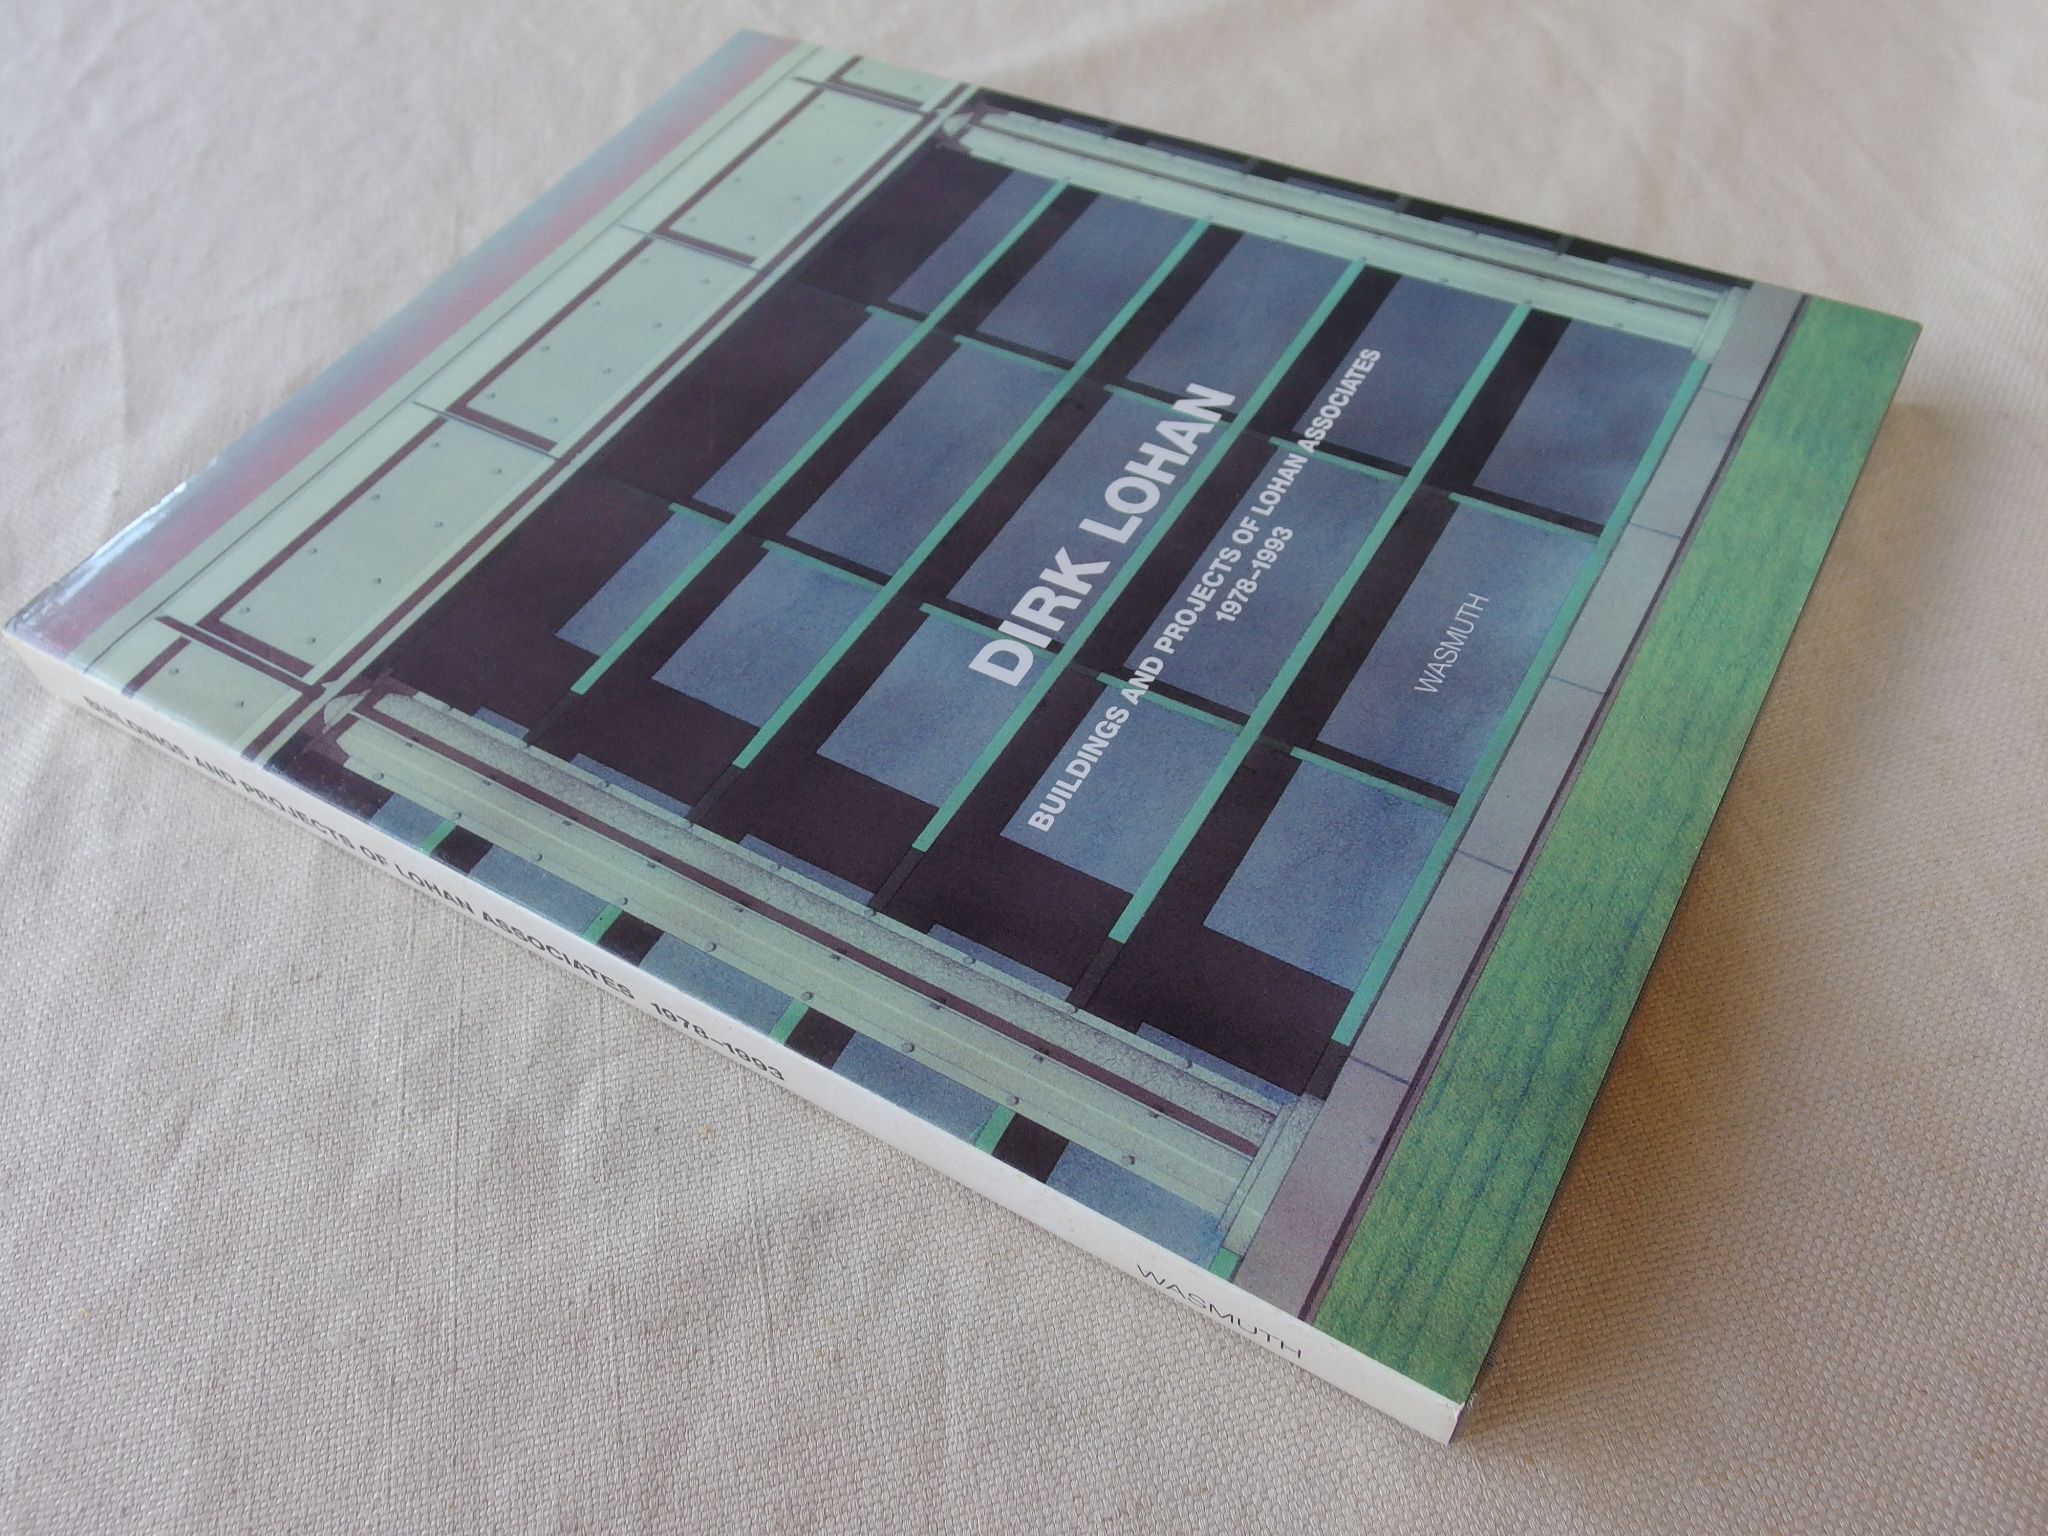 DIRK LOHAN
BUILDINGS AND PROJECTS OF LOHAN ASSOCIATES
1978–1993
WASMUTH
BUILDINGS AND PROJECTS OF LOHAN ASSOCIATES 1978–1993
WASMUTH